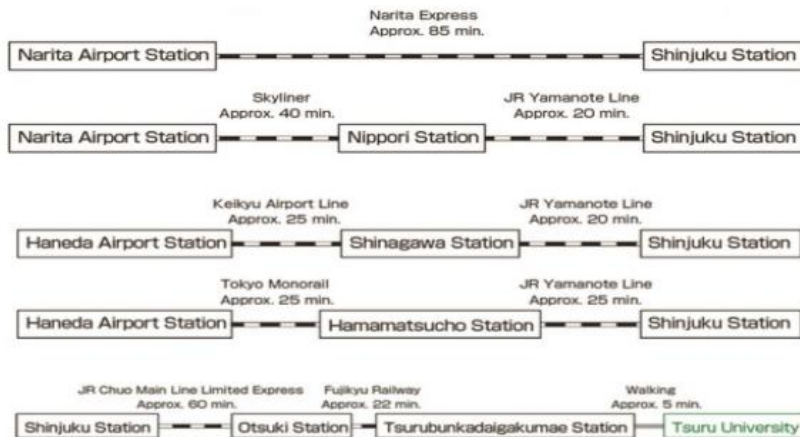 Narita Express
Approx. 85 min.
Narita Airport Station Shinjuku Station
Skyliner JR Yamanote Line
Approx. 40 min. Approx. 20 min.
Narita Airport Station Nippori Station Shinjuku Station
Keikyu Airport Line JR Yamanote Line
Approx. 25 min. Approx. 20 min.
Haneda Airport Station Shinagawa Station Shinjuku Station
Tokyo Monorail JR Yamanote Line
Approx. 25 min. Approx. 25 min.
Haneda Airport Station Hamamatsucho Station Shinjuku Station
JR Chuo Main Line Limited Express Fujikyu Railway Walking
Approx. 60 min. Approx. 22 min. Approx. 5 min.
Shinjuku Station Otsuki Station Tsurubunkadaigakumae Station Tsuru University